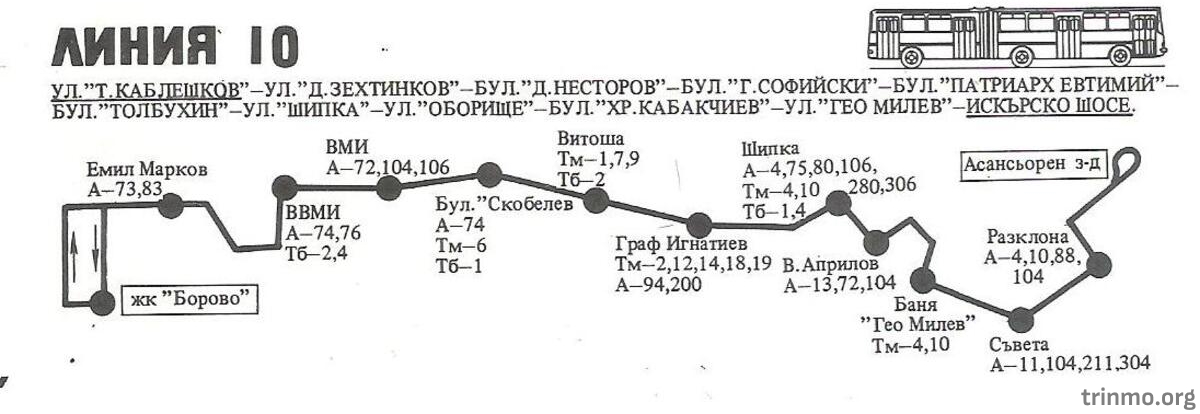 ЛИНИЯ 10
УЛ."Т.КАБЛЕШКОВ"–УЛ."Д.ЗЕХТИНКОВ"–БУЛ."Д.НЕСТОРОВ"–БУЛ."Г.СОФИЙСКИ"–БУЛ."ПАТРИАРХ ЕВТИМИЙ"–
БУЛ."ТОЛБУХИН"–УЛ."ШИПКА"–УЛ."ОБОРИЩЕ"–БУЛ."ХР.КАБАКЧИЕВ"–УЛ."ГЕО МИЛЕВ"–ИСКЪРСКО ШОСЕ.
жк "Борово"
Емил Марков
А–73,83
ВВМИ
А–74,76
Тб–2,4
ВМИ
А–72,104,106
Бул."Скобелев
А–74
Тм–6
Тб–1
Витоша
Тм–1,7,9
Тб–2
Граф Игнатиев
Тм–2,12,14,18,19
А–94,200
Шипка
А–4,75,80,106,
280,306
Тм–4,10
Тб–1,4
В.Априлов
А–13,72,104
Баня
"Гео Милев"
Тм–4,10
Съвета
А–11,104,211,304
Разклона
А–4,10,88,
104
Асансьорен з-д
trinmo.org